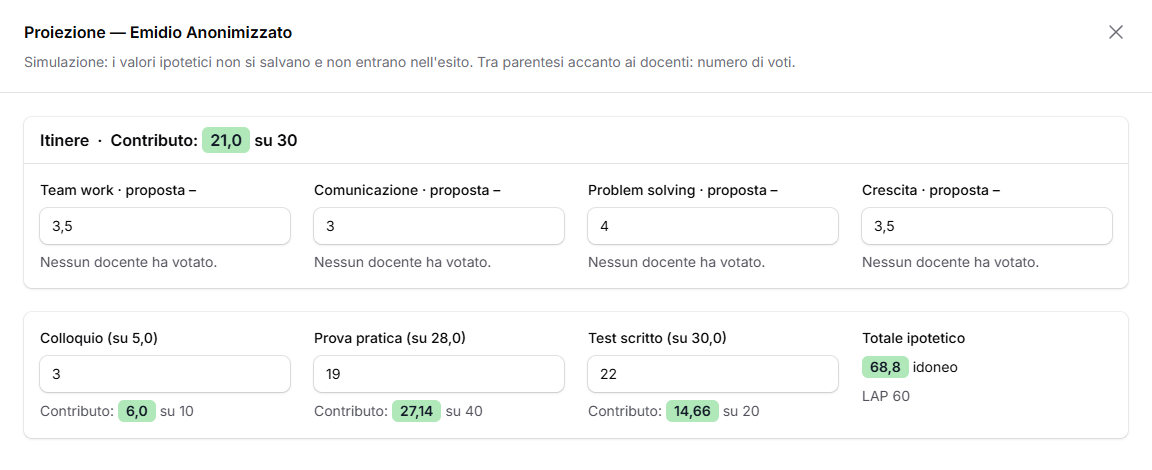 Proiezione — Emidio Anonimizzato
Simulazione: i valori ipotetici non si salvano e non entrano nell'esito. Tra parentesi accanto ai docenti: numero di voti.
Itinere · Contributo: 21,0 su 30
Team work · proposta –
3,5
Nessun docente ha votato.
Comunicazione · proposta –
3
Nessun docente ha votato.
Problem solving · proposta –
4
Nessun docente ha votato.
Crescita · proposta –
3,5
Nessun docente ha votato.
Colloquio (su 5,0)
3
Contributo: 6,0 su 10
Prova pratica (su 28,0)
19
Contributo: 27,14 su 40
Test scritto (su 30,0)
22
Contributo: 14,66 su 20
Totale ipotetico
68,8 idoneo
LAP 60